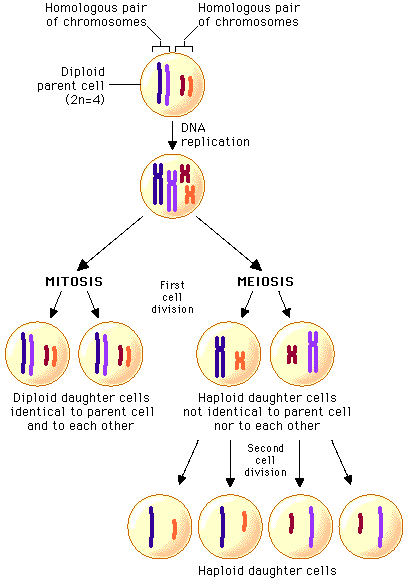 Homologous pair
of chromosomes
Homologous pair
of chromosomes
Diploid
parent cell
(2n=4)
DNA
replication
MITOSIS
First
cell
division
MEIOSIS
Diploid daughter cells
identical to parent cell
and to each other
Haploid daughter cells
not identical to parent cell
nor to each other
Second
cell
division
Haploid daughter cells